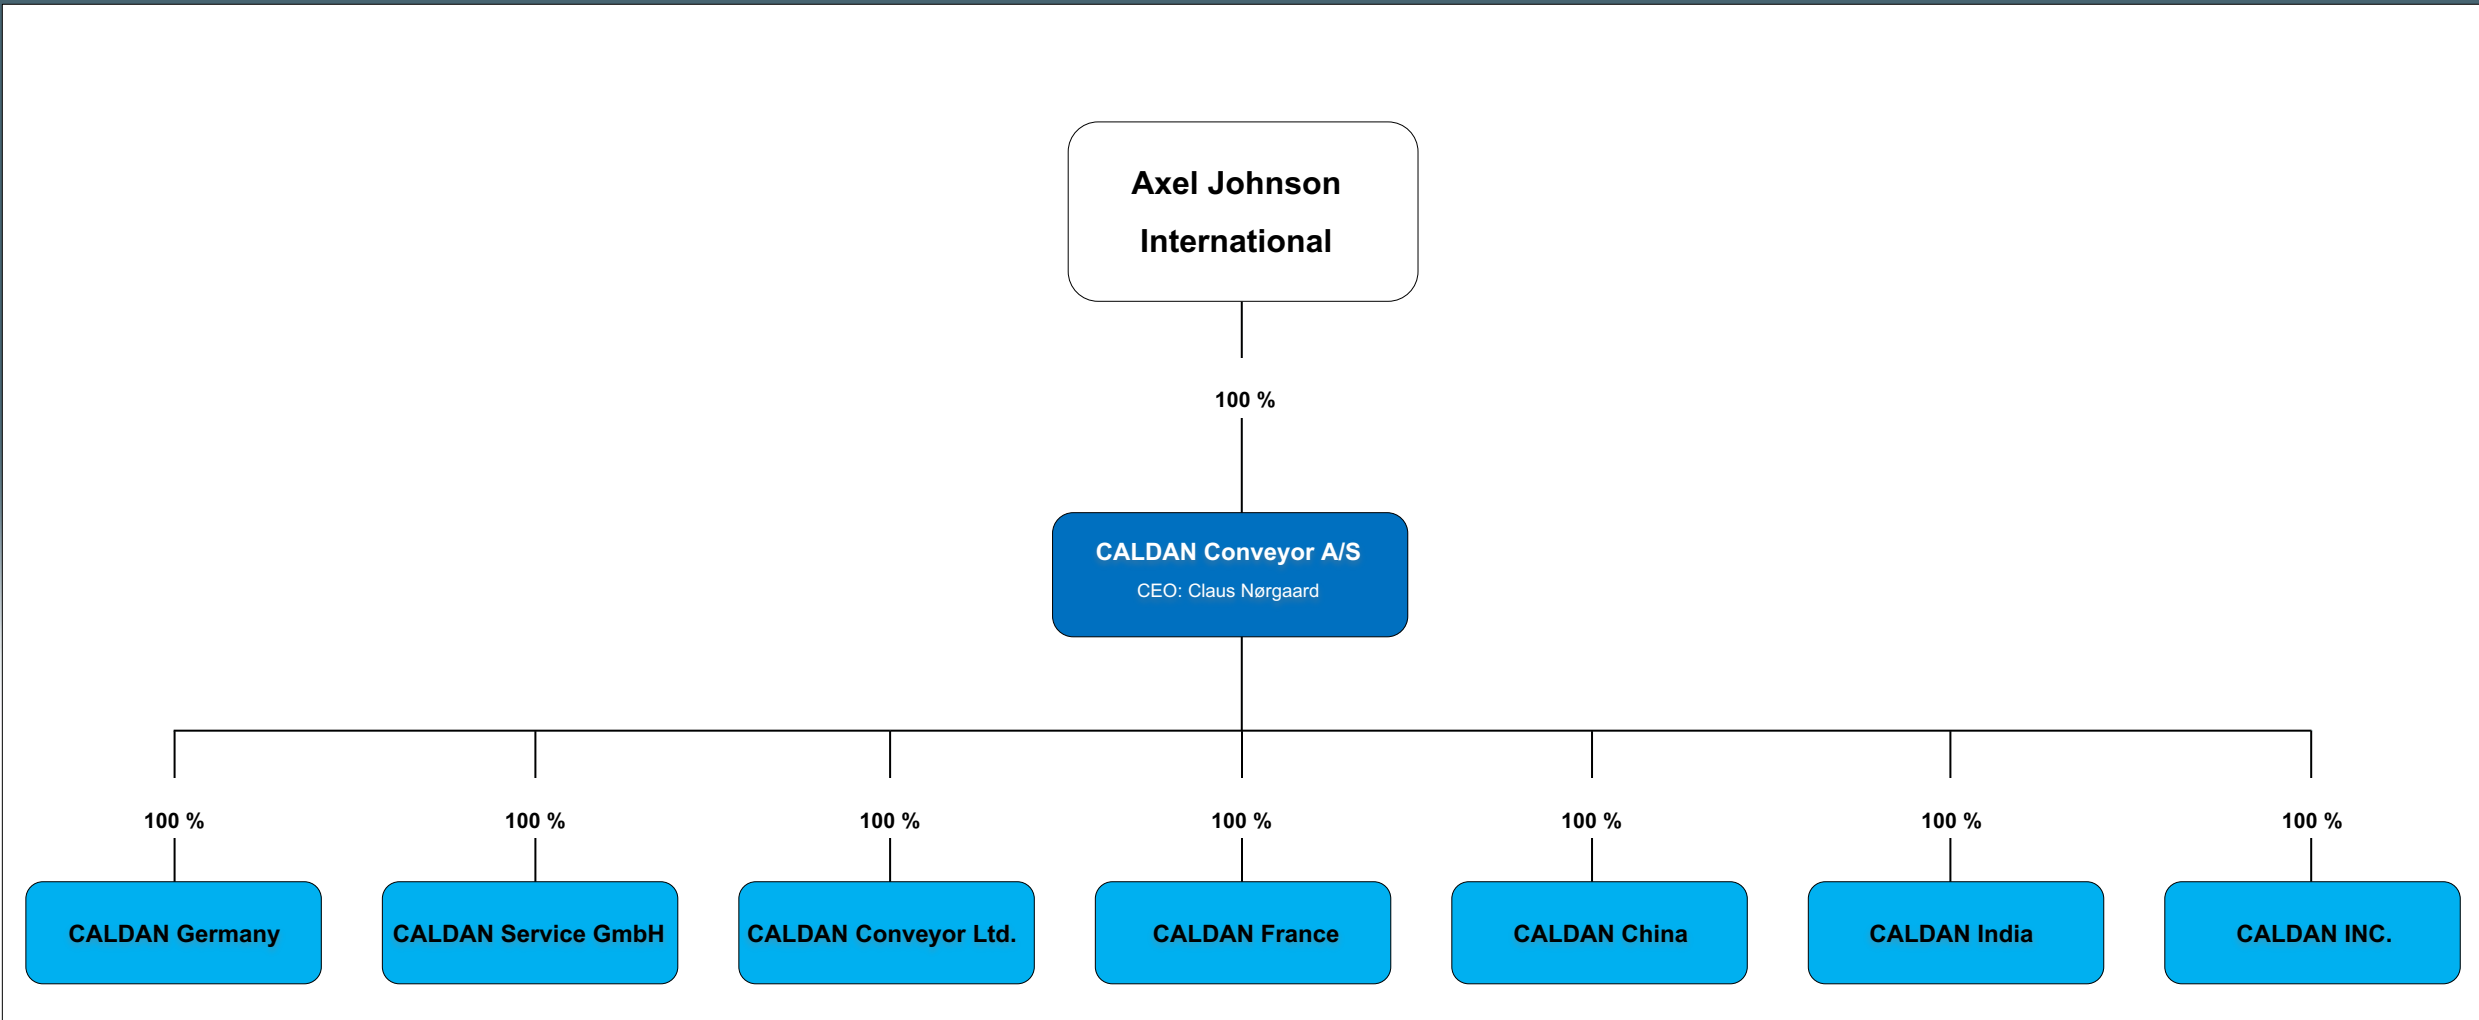 Axel Johnson
International
100 %
CALDAN Conveyor A/S
CEO: Claus Nørgaard
100 %
100 %
100 %
100 %
100 %
100 %
100 %
CALDAN Germany
CALDAN Service GmbH
CALDAN Conveyor Ltd.
CALDAN France
CALDAN China
CALDAN India
CALDAN INC.